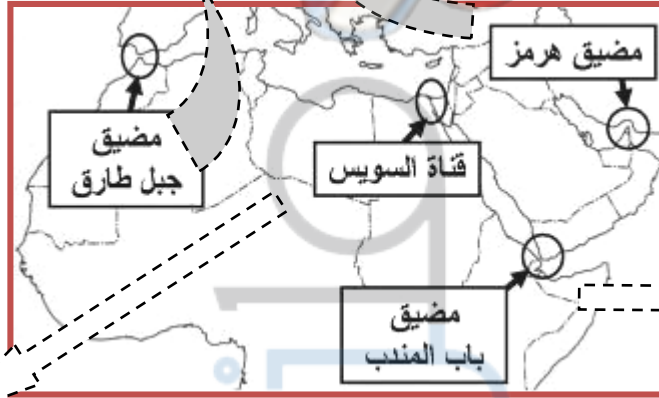 مضيق هرمز
مضيق
جبل طارق
قناة السويس
مضيق
باب المندب